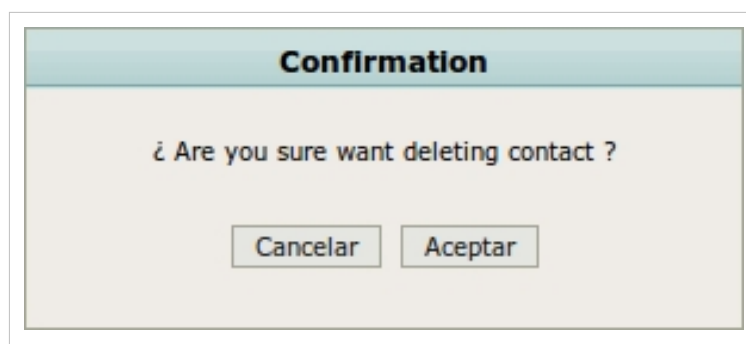 Confirmation
¿ Are you sure want deleting contact ?
Cancelar Aceptar